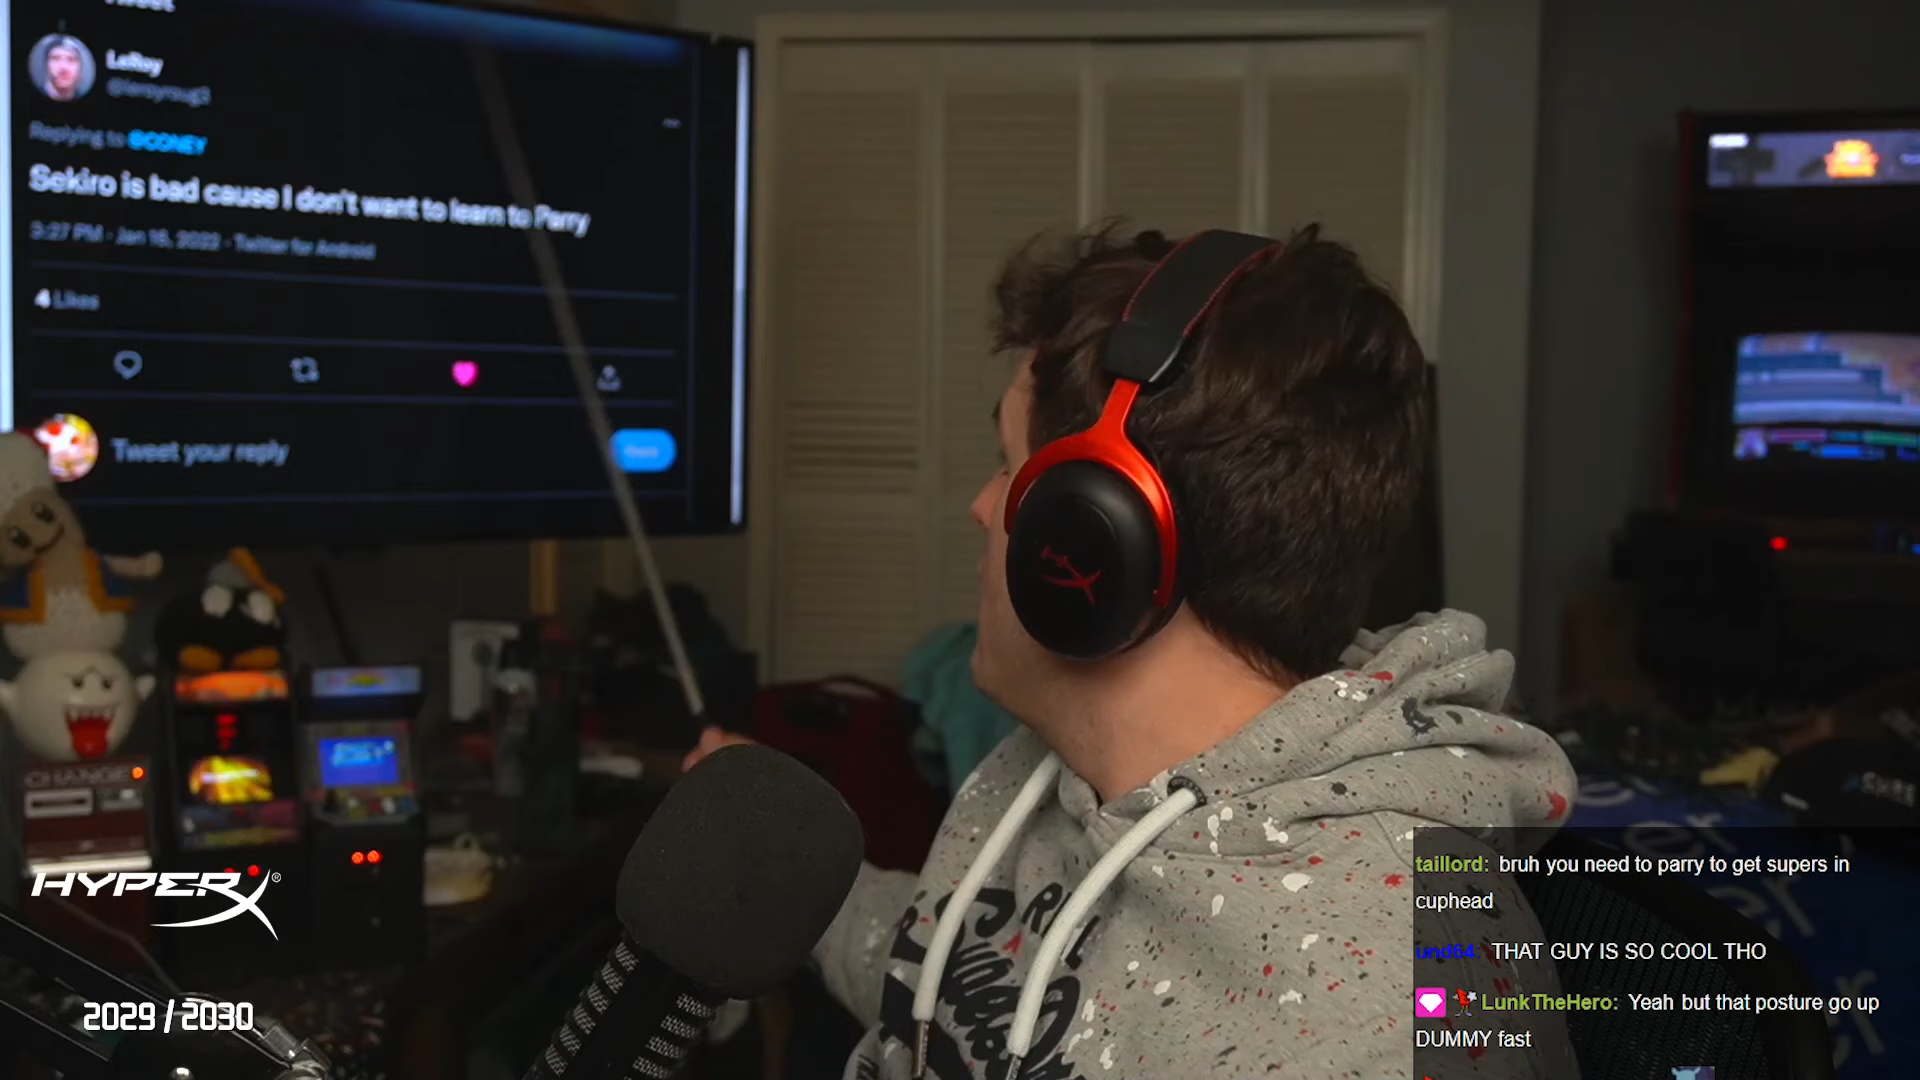 LeRoy
@leroyoug3
Replying to @CONEY
Sekiro is bad cause I don't want to learn to Parry
3:27 PM · Jan 16, 2022 · Twitter for Android
4 Likes
Tweet your reply
CHANGE
HYPERX®
2029 / 2030
taillord: bruh you need to parry to get supers in
cuphead
und64: THAT GUY IS SO COOL THO
LunkTheHero: Yeah but that posture go up
DUMMY fast